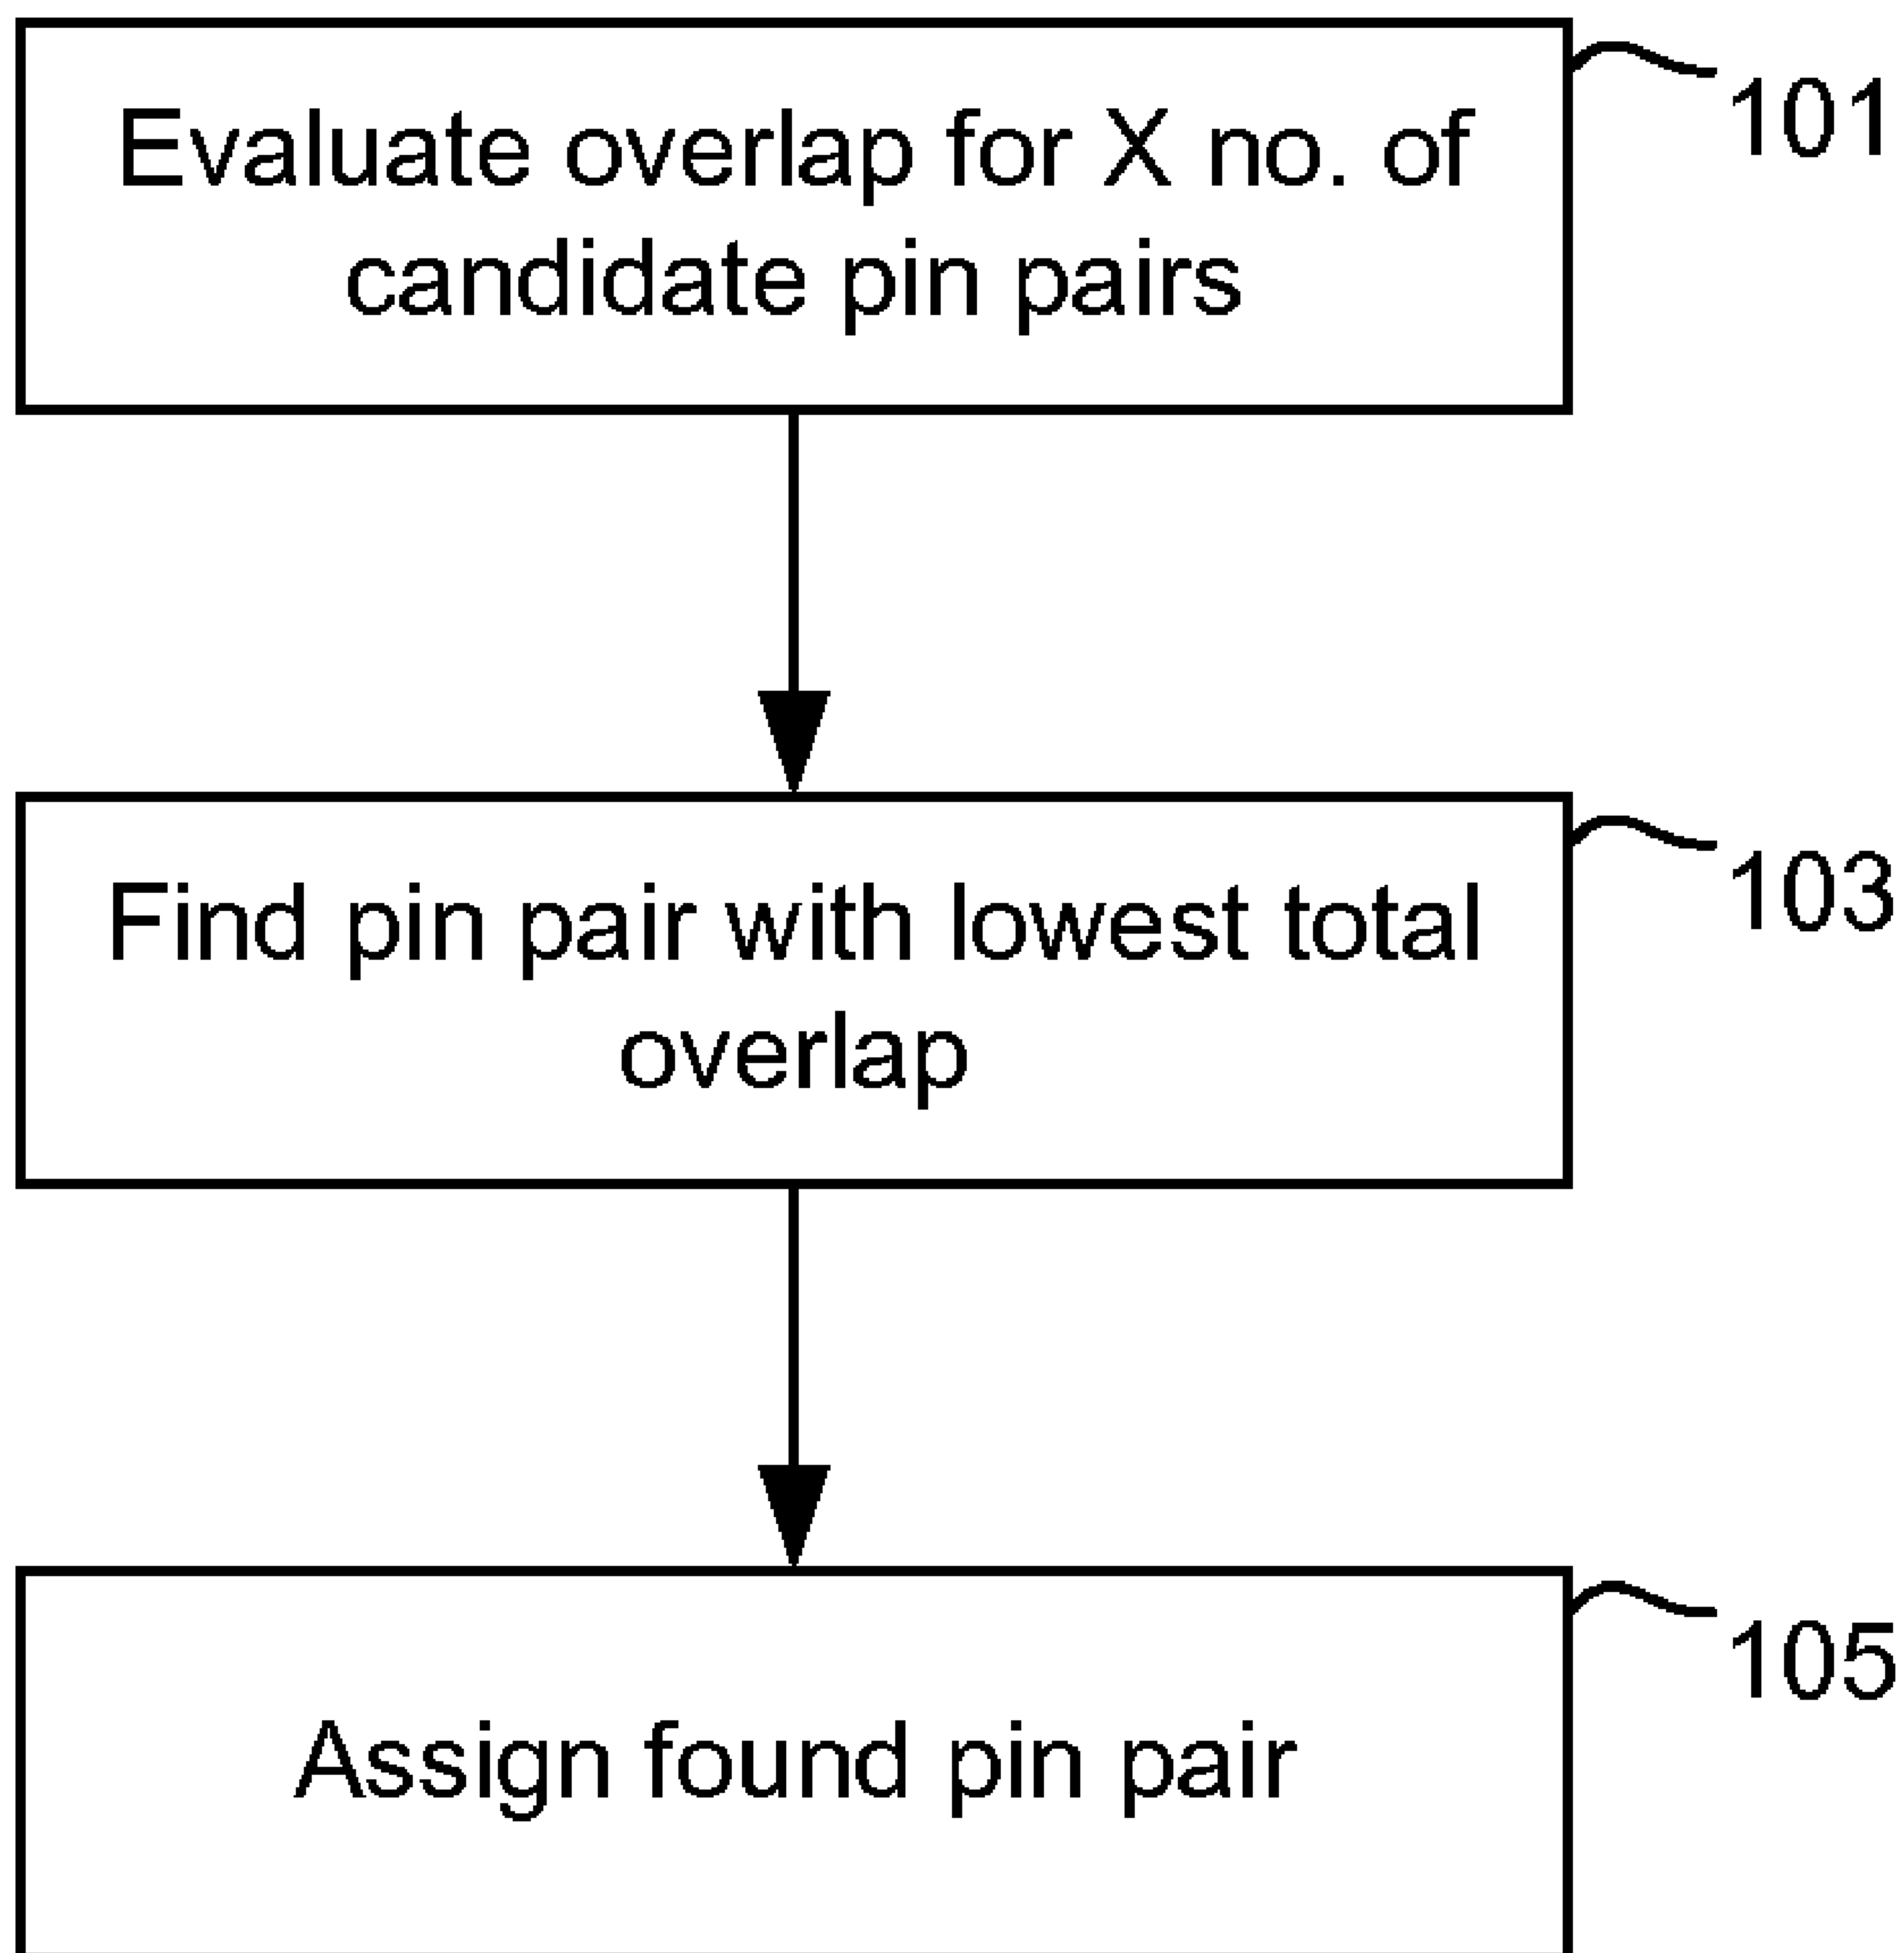 Evaluate overlap for X no. of
candidate pin pairs
101
Find pin pair with lowest total
overlap
103
Assign found pin pair
105